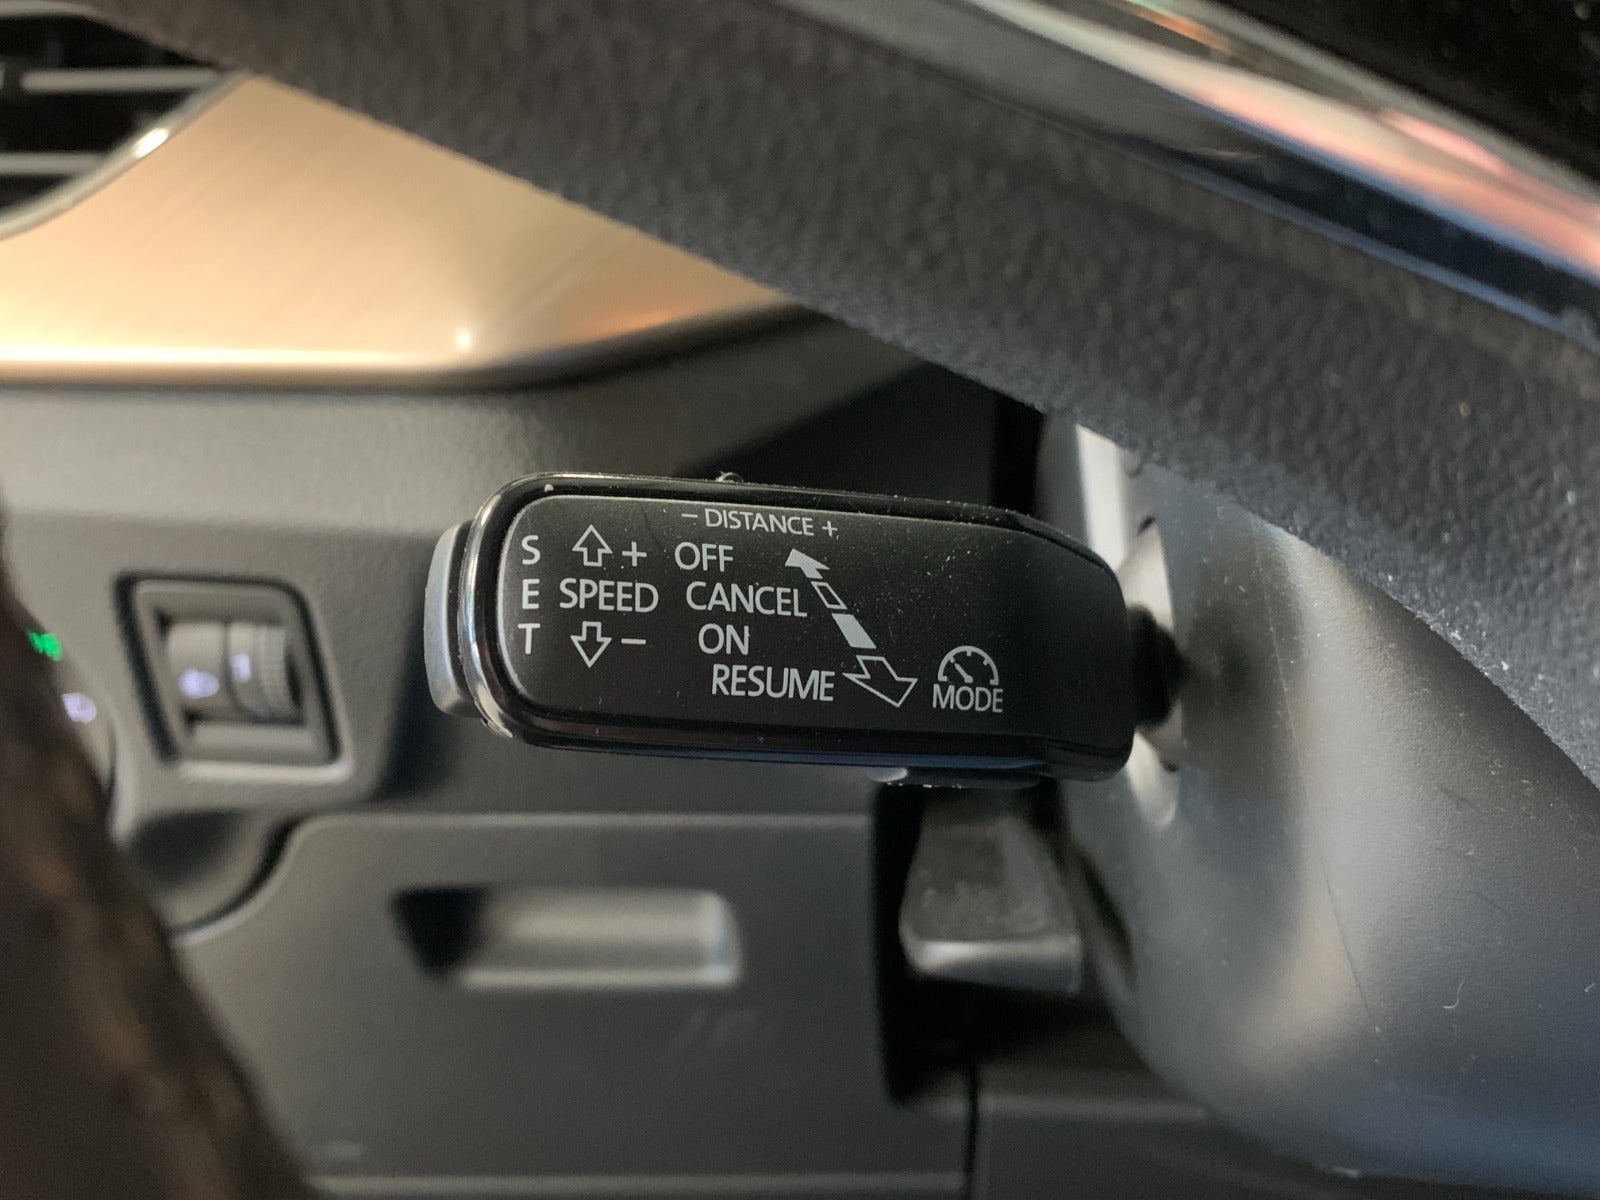 − DISTANCE +
S + OFF
E SPEED CANCEL
T − ON
RESUME
MODE